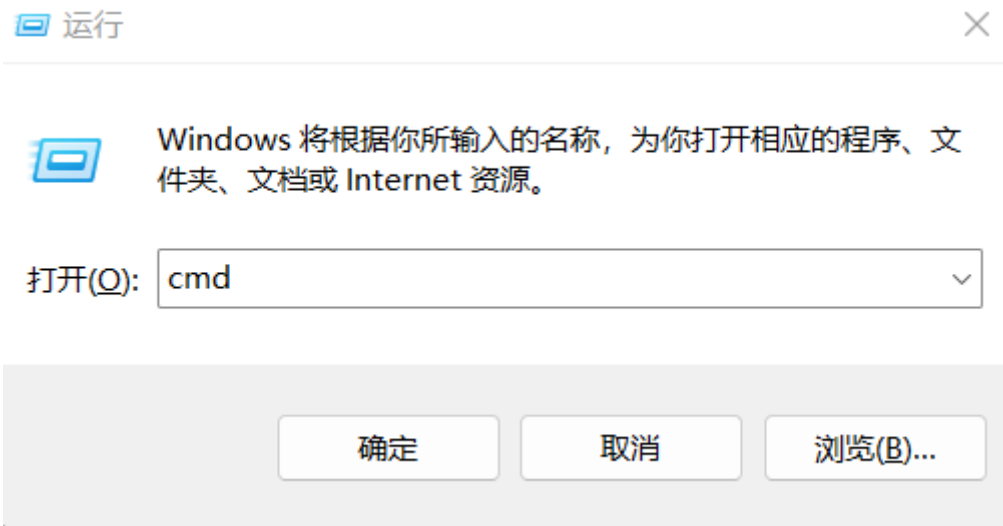 运行
Windows 将根据你所输入的名称，为你打开相应的程序、文
件夹、文档或 Internet 资源。
打开(O): cmd
确定 取消 浏览(B)...